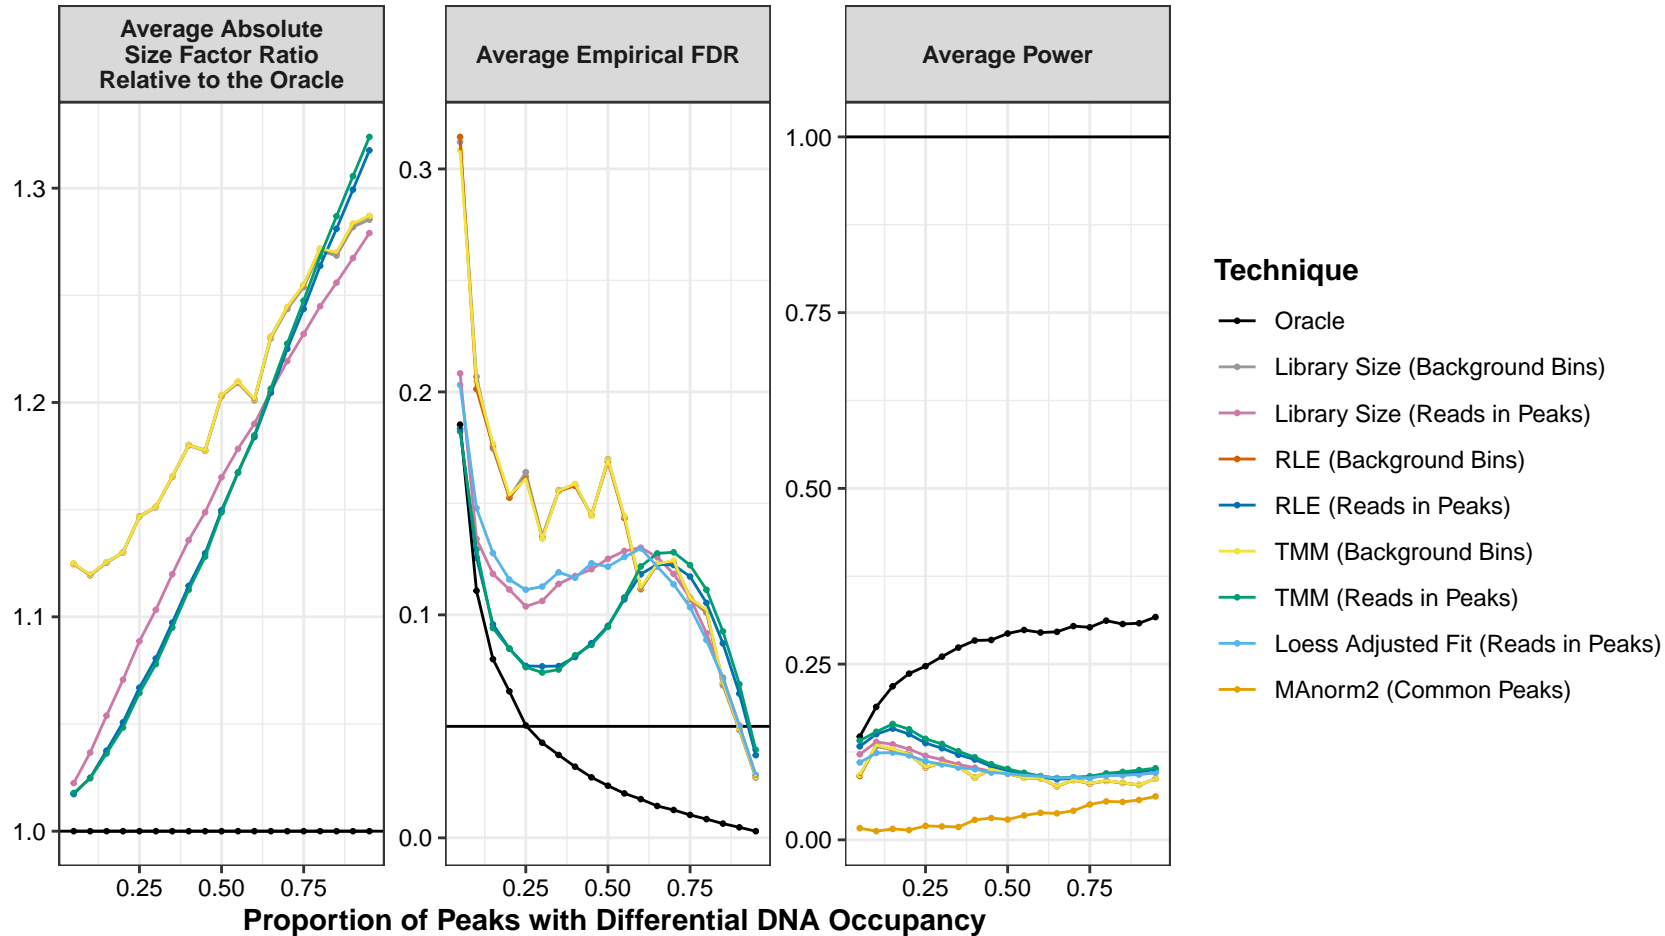 Average Absolute
Size Factor Ratio
Relative to the Oracle
Average Empirical FDR
Average Power
1.3
1.2
1.1
1.0
0.3
0.2
0.1
0.0
1.00
0.75
0.50
0.25
0.00
0.25 0.50 0.75
0.25 0.50 0.75
0.25 0.50 0.75
Proportion of Peaks with Differential DNA Occupancy
Technique
Oracle
Library Size (Background Bins)
Library Size (Reads in Peaks)
RLE (Background Bins)
RLE (Reads in Peaks)
TMM (Background Bins)
TMM (Reads in Peaks)
Loess Adjusted Fit (Reads in Peaks)
MAnorm2 (Common Peaks)